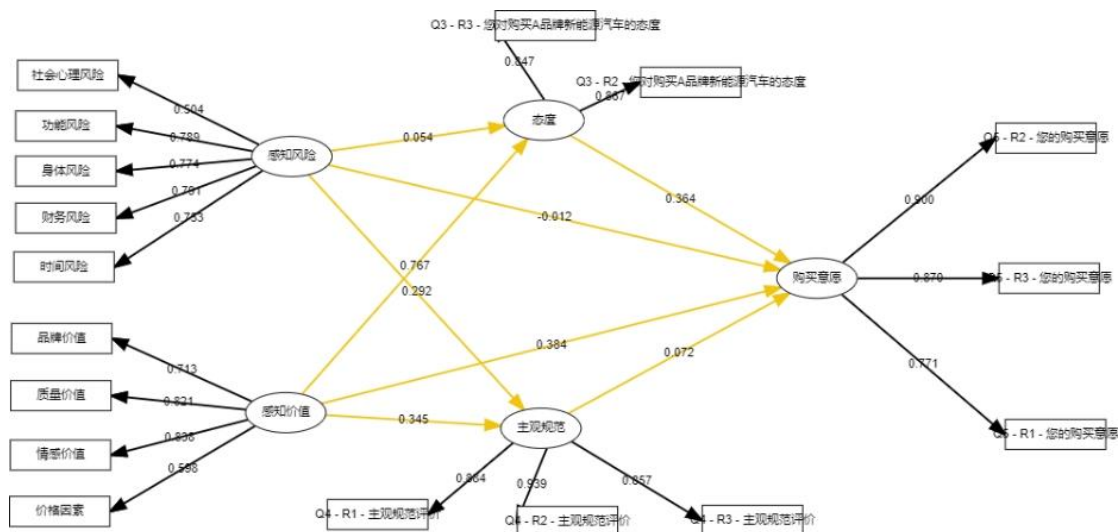 Q3 - R3 - 您对购买A品牌新能源汽车的态度
0.847
社会心理风险
Q3 - R2 - 您对购买A品牌新能源汽车的态度
0.867
0.504
功能风险
态度
0.789
0.054
Q5 - R2 - 您的购买意愿
感知风险
身体风险
0.774
0.900
0.364
财务风险
-0.012
0.753
时间风险
0.767
购买意愿
0.870
Q5 - R3 - 您的购买意愿
0.292
品牌价值
0.384
0.072
0.713
0.771
质量价值
0.821
感知价值
0.345
主观规范
Q5 - R1 - 您的购买意愿
情感价值
0.838
0.598
0.884
0.939
0.857
价格因素
Q4 - R1 - 主观规范评价
Q4 - R2 - 主观规范评价
Q4 - R3 - 主观规范评价